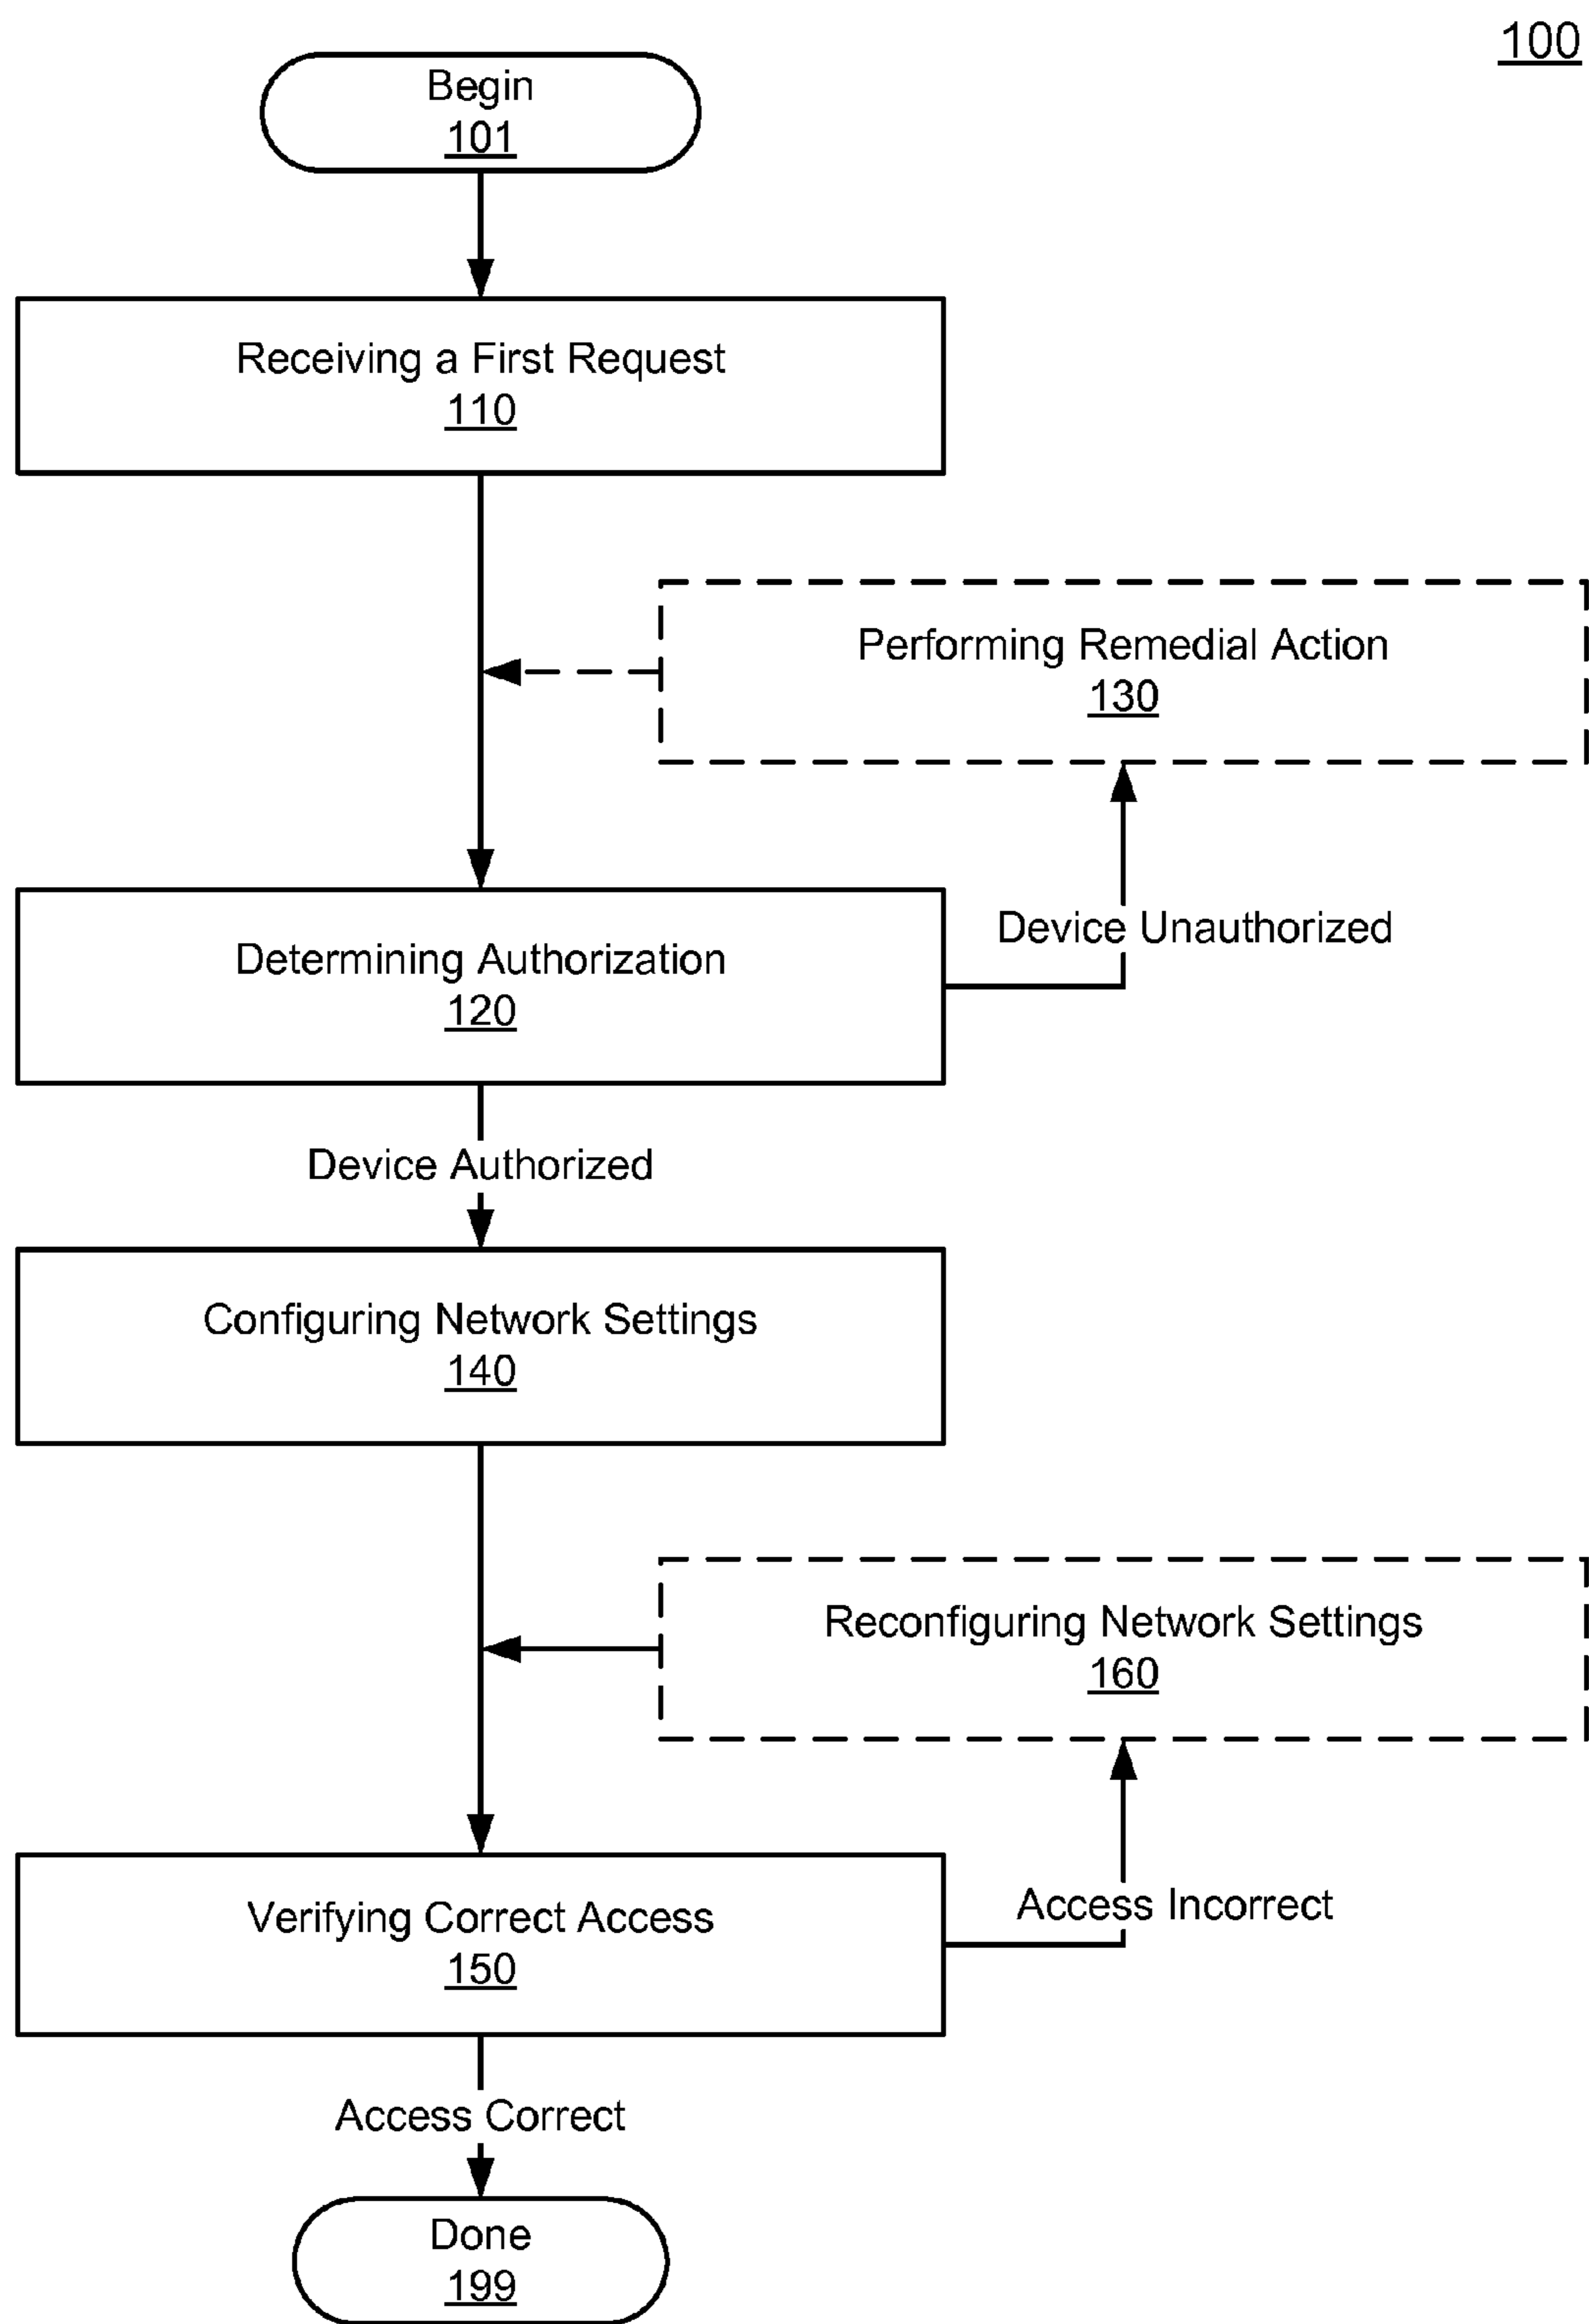 100
Begin
101
Receiving a First Request
110
Performing Remedial Action
130
Device Unauthorized
Determining Authorization
120
Device Authorized
Configuring Network Settings
140
Reconfiguring Network Settings
160
Access Incorrect
Verifying Correct Access
150
Access Correct
Done
199